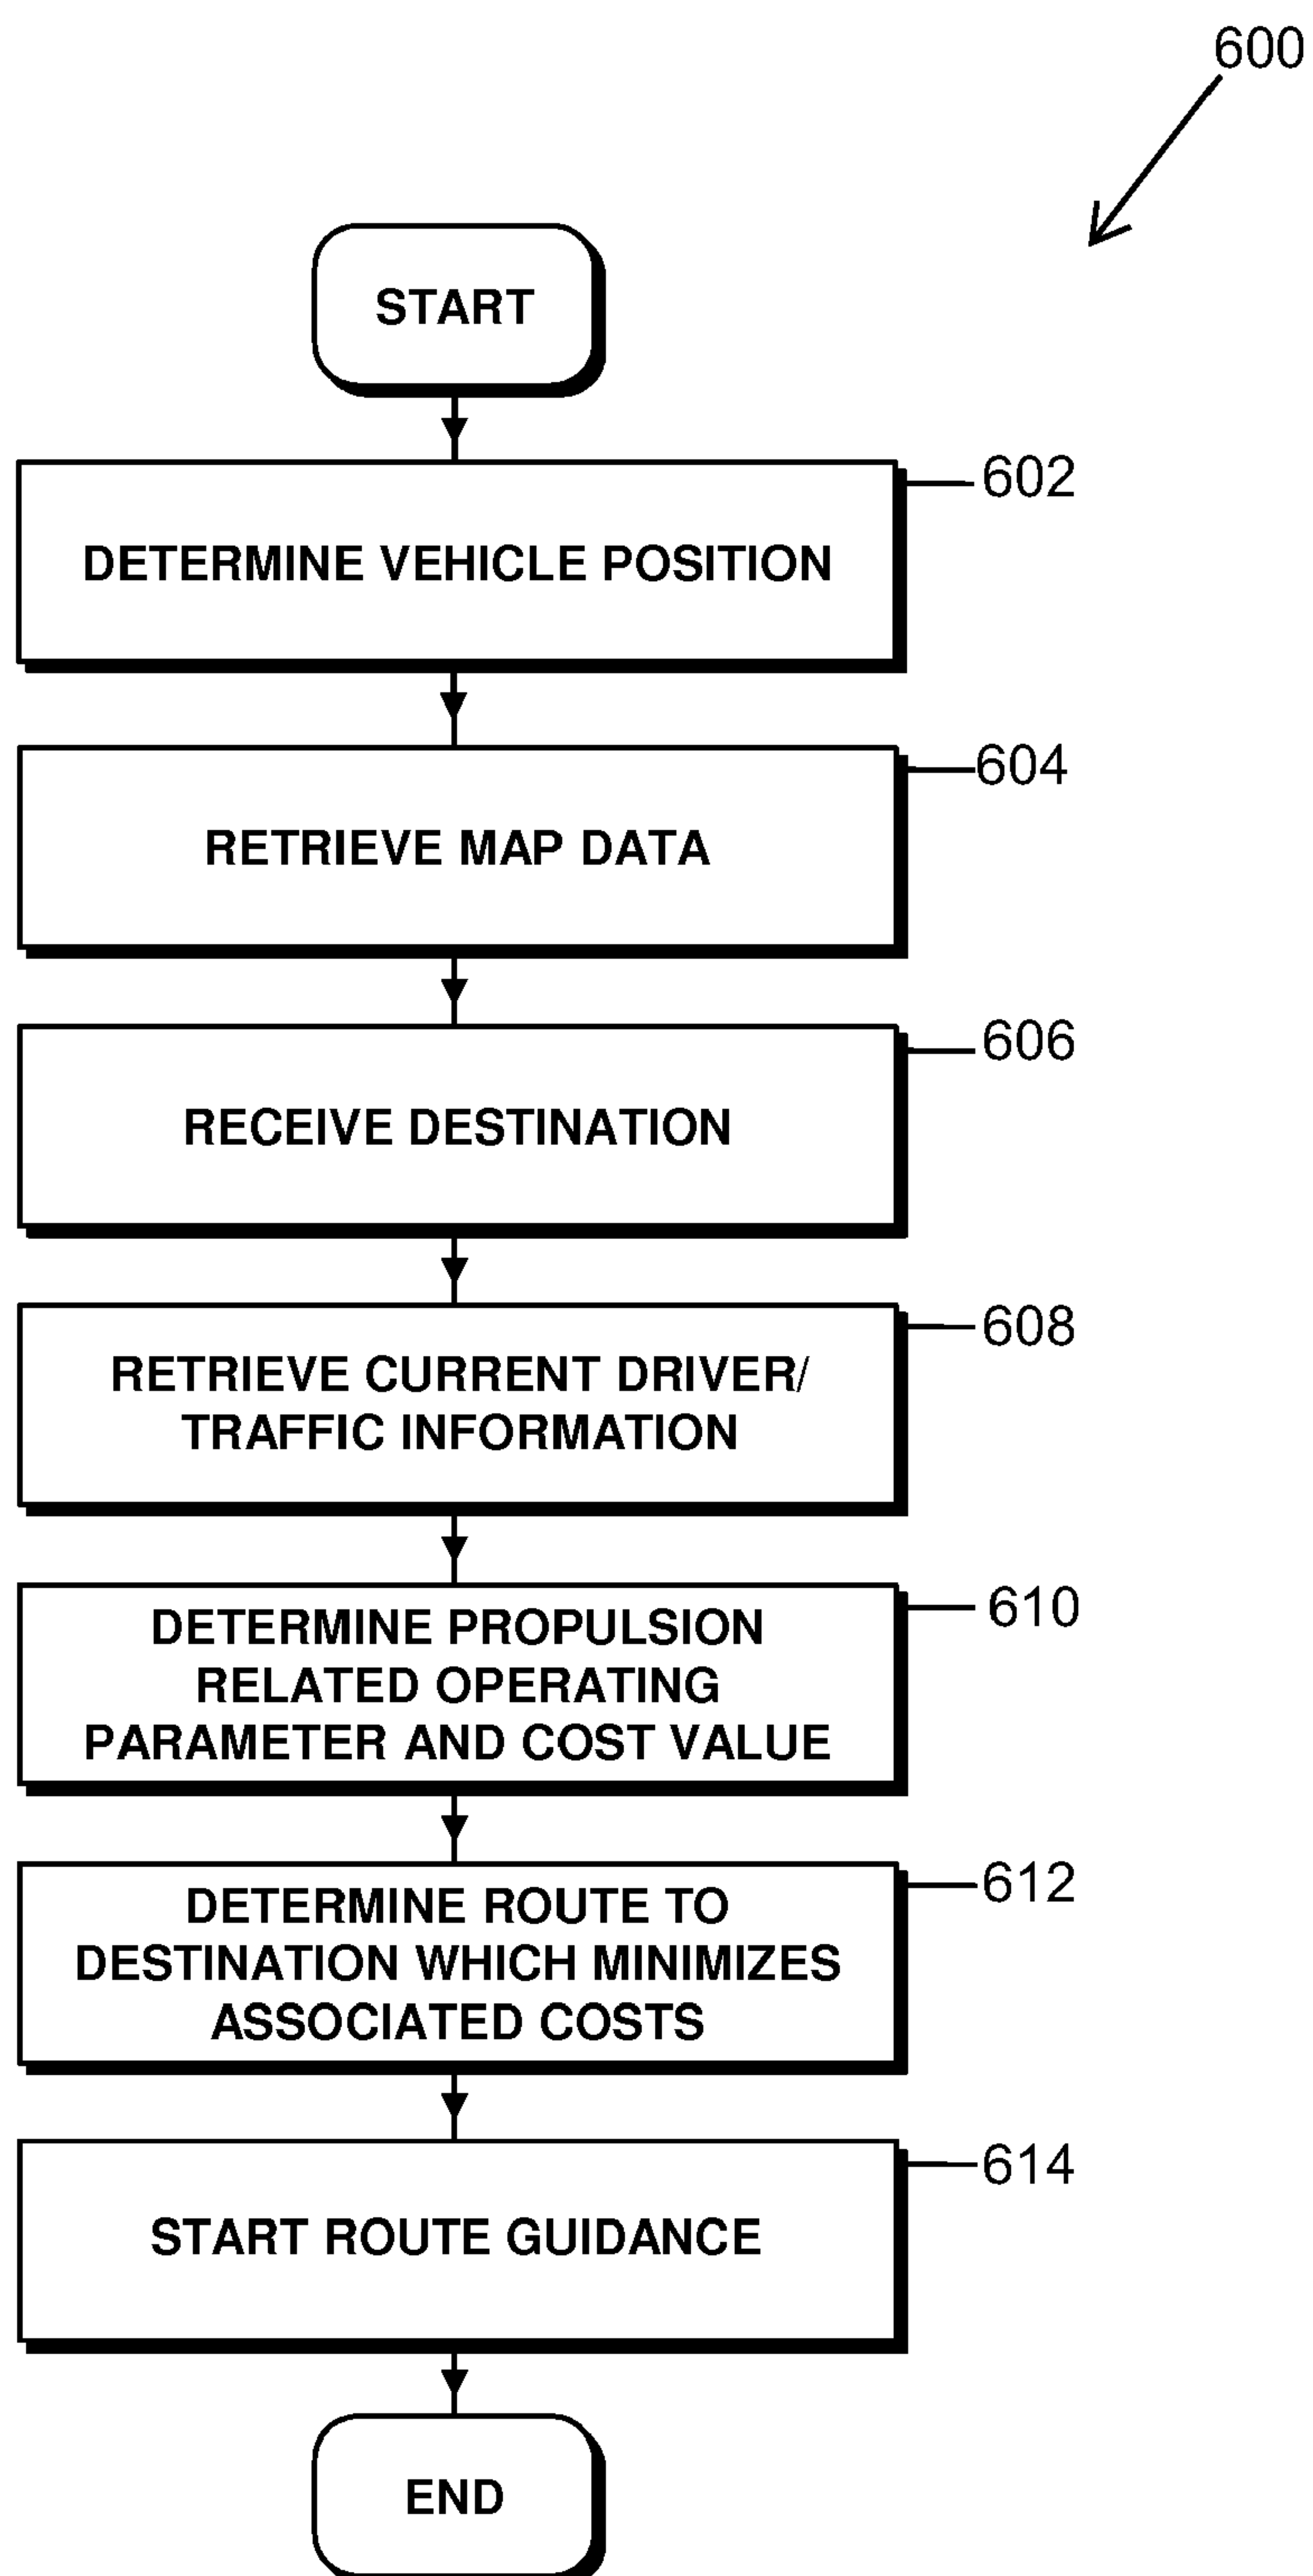 600
START
602
DETERMINE VEHICLE POSITION
604
RETRIEVE MAP DATA
606
RECEIVE DESTINATION
608
RETRIEVE CURRENT DRIVER/
TRAFFIC INFORMATION
610
DETERMINE PROPULSION
RELATED OPERATING
PARAMETER AND COST VALUE
612
DETERMINE ROUTE TO
DESTINATION WHICH MINIMIZES
ASSOCIATED COSTS
614
START ROUTE GUIDANCE
END